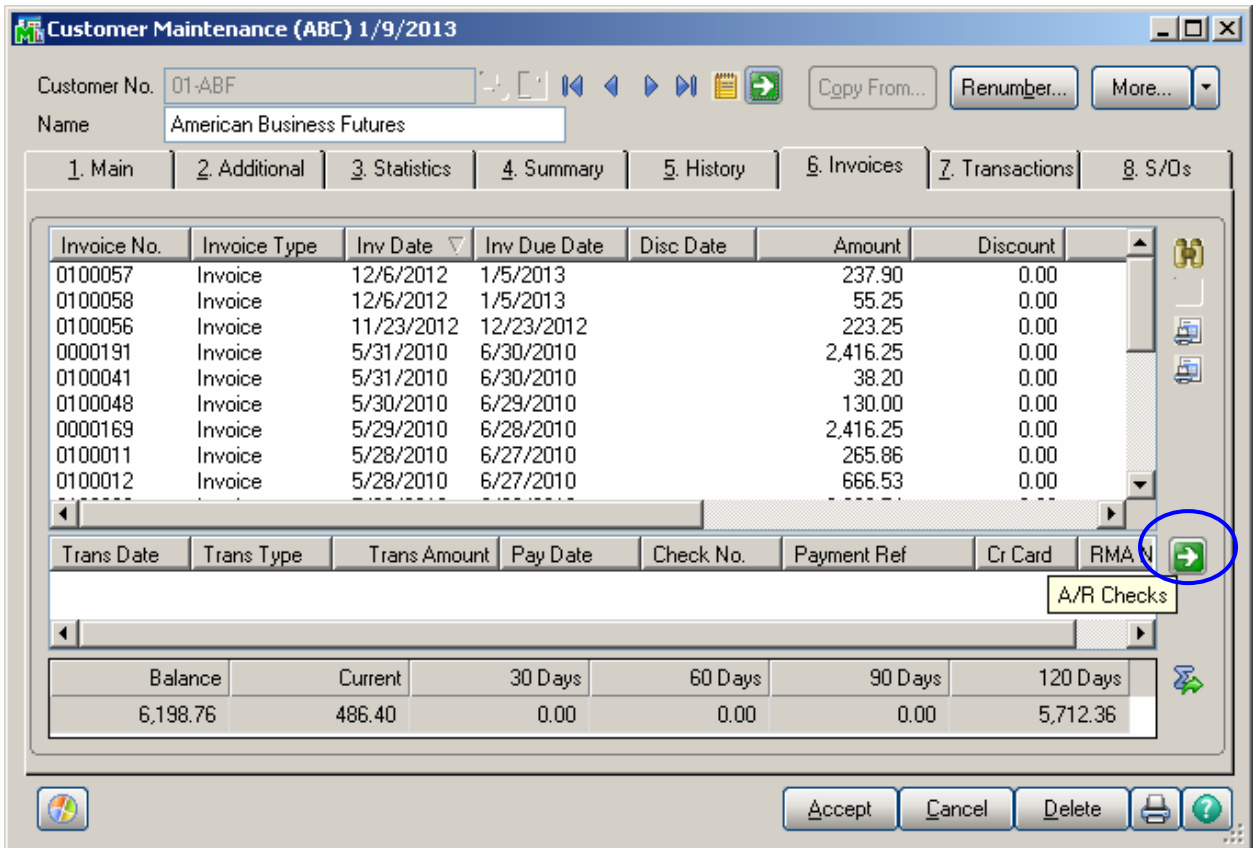 Customer Maintenance (ABC) 1/9/2013
Customer No. 01-ABF Copy From... Renumber... More...
Name American Business Futures
1. Main 2. Additional 3. Statistics 4. Summary 5. History 6. Invoices 7. Transactions 8. S/Os
Invoice No. Invoice Type Inv Date Inv Due Date Disc Date Amount Discount
0100057 Invoice 12/6/2012 1/5/2013 237.90 0.00
0100058 Invoice 12/6/2012 1/5/2013 55.25 0.00
0100056 Invoice 11/23/2012 12/23/2012 223.25 0.00
0000191 Invoice 5/31/2010 6/30/2010 2,416.25 0.00
0100041 Invoice 5/31/2010 6/30/2010 38.20 0.00
0100048 Invoice 5/30/2010 6/29/2010 130.00 0.00
0000169 Invoice 5/29/2010 6/28/2010 2,416.25 0.00
0100011 Invoice 5/28/2010 6/27/2010 265.86 0.00
0100012 Invoice 5/28/2010 6/27/2010 666.53 0.00
Trans Date Trans Type Trans Amount Pay Date Check No. Payment Ref Cr Card RMA N
A/R Checks
Balance Current 30 Days 60 Days 90 Days 120 Days
6,198.76 486.40 0.00 0.00 0.00 5,712.36
Accept Cancel Delete